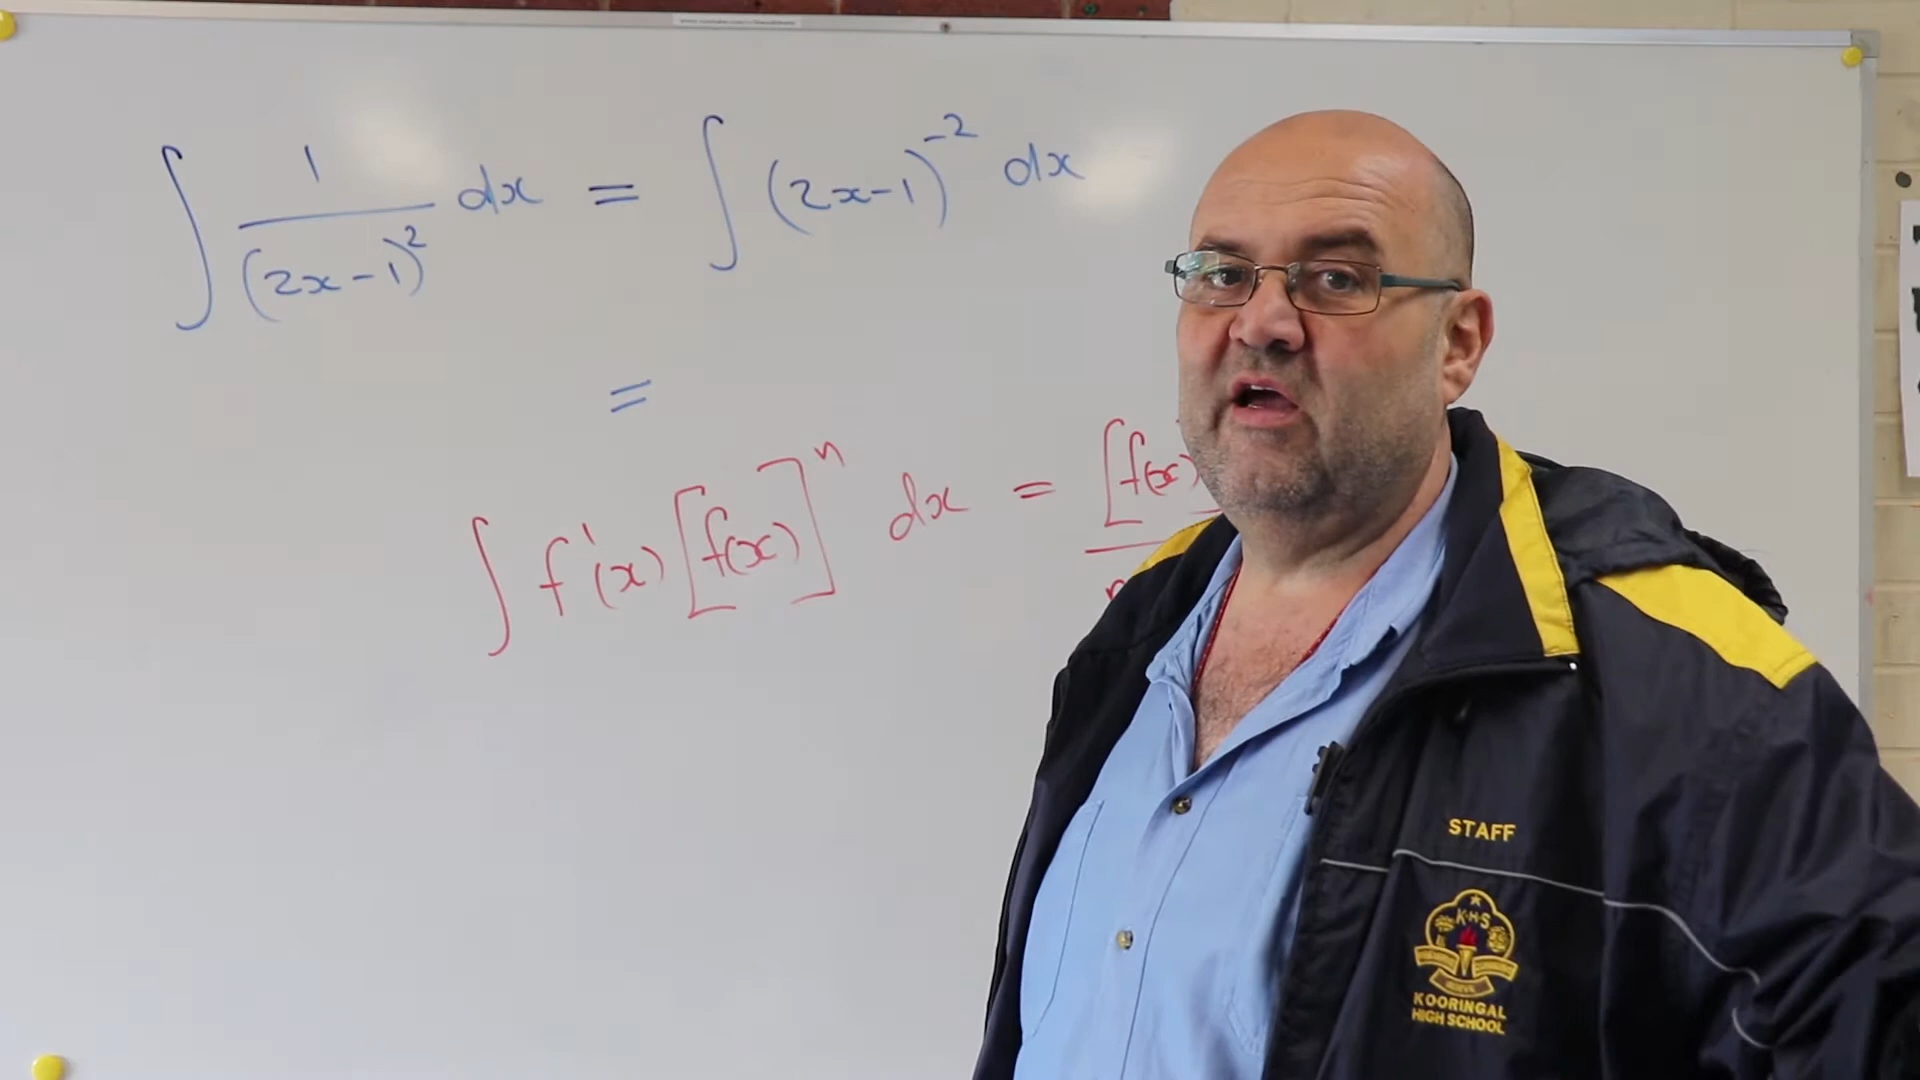 ∫ 1/(2x-1)² dx = ∫ (2x-1)⁻² dx
=
∫ f'(x) [f(x)]ⁿ dx = [f(x)
STAFF
K·H·S
KOORINGAL
HIGH SCHOOL